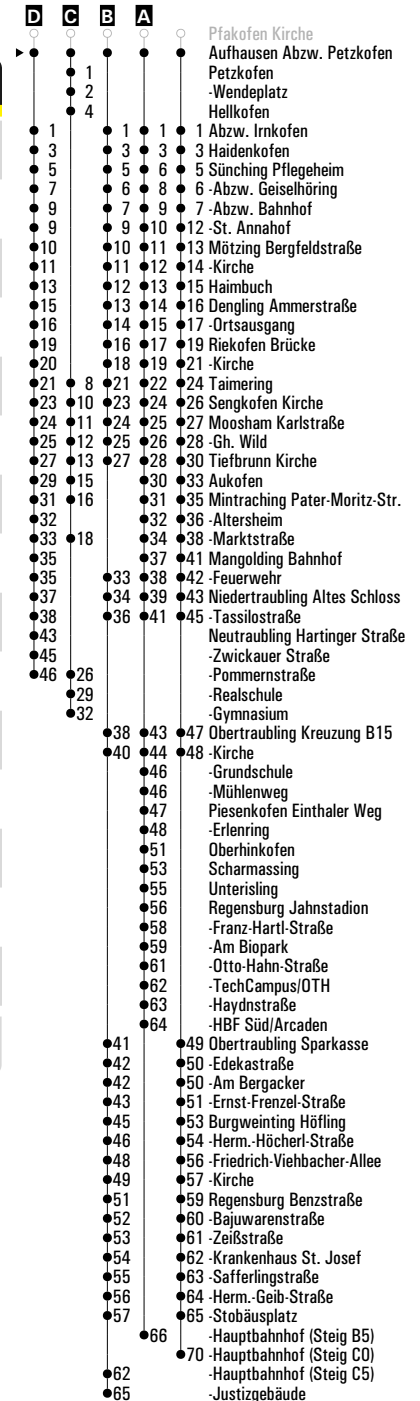 D C B A
Pfakofen Kirche
Aufhausen Abzw. Petzkofen
1 Petzkofen
2 -Wendeplatz
4 Hellkofen
1 1 1 1 Abzw. Irnkofen
3 3 3 3 Haidenkofen
5 5 6 5 Sünching Pflegeheim
7 6 8 6 -Abzw. Geiselhöring
9 7 9 7 -Abzw. Bahnhof
9 9 10 12 -St. Annahof
10 10 11 13 Mötzing Bergfeldstraße
11 11 12 14 -Kirche
13 12 13 15 Haimbuch
15 13 14 16 Dengling Ammerstraße
16 14 15 17 -Ortsausgang
19 16 17 19 Riekofen Brücke
20 18 19 21 -Kirche
21 8 21 22 24 Taimering
23 10 23 24 26 Sengkofen Kirche
24 11 24 25 27 Moosham Karlstraße
25 12 25 26 28 -Gh. Wild
27 13 27 28 30 Tiefbrunn Kirche
29 15 30 33 Aukofen
31 16 31 35 Mintraching Pater-Moritz-Str.
32 32 36 -Altersheim
33 18 34 38 -Marktstraße
35 37 41 Mangolding Bahnhof
35 33 38 42 -Feuerwehr
37 34 39 43 Niedertraubling Altes Schloss
38 36 41 45 -Tassilostraße
43 Neutraubling Hartinger Straße
45 -Zwickauer Straße
46 26 -Pommernstraße
29 -Realschule
32 -Gymnasium
38 43 47 Obertraubling Kreuzung B15
40 44 48 -Kirche
46 -Grundschule
46 -Mühlenweg
47 Piesenkofen Einthaler Weg
48 -Erlenring
51 Oberhinkofen
53 Scharmassing
55 Unterisling
56 Regensburg Jahnstadion
58 -Franz-Hartl-Straße
59 -Am Biopark
61 -Otto-Hahn-Straße
62 -TechCampus/OTH
63 -Haydnstraße
64 -HBF Süd/Arcaden
41 49 Obertraubling Sparkasse
42 50 -Edekastraße
42 50 -Am Bergacker
43 51 -Ernst-Frenzel-Straße
45 53 Burgweinting Höfling
46 54 -Herm.-Höcherl-Straße
48 56 -Friedrich-Viehbacher-Allee
49 57 -Kirche
51 59 Regensburg Benzstraße
52 60 -Bajuwarenstraße
53 61 -Zeißstraße
54 62 -Krankenhaus St. Josef
55 63 -Safferlingstraße
56 64 -Herm.-Geib-Straße
57 65 -Stobäusplatz
66 -Hauptbahnhof (Steig B5)
70 -Hauptbahnhof (Steig C0)
62 -Hauptbahnhof (Steig C5)
65 -Justizgebäude